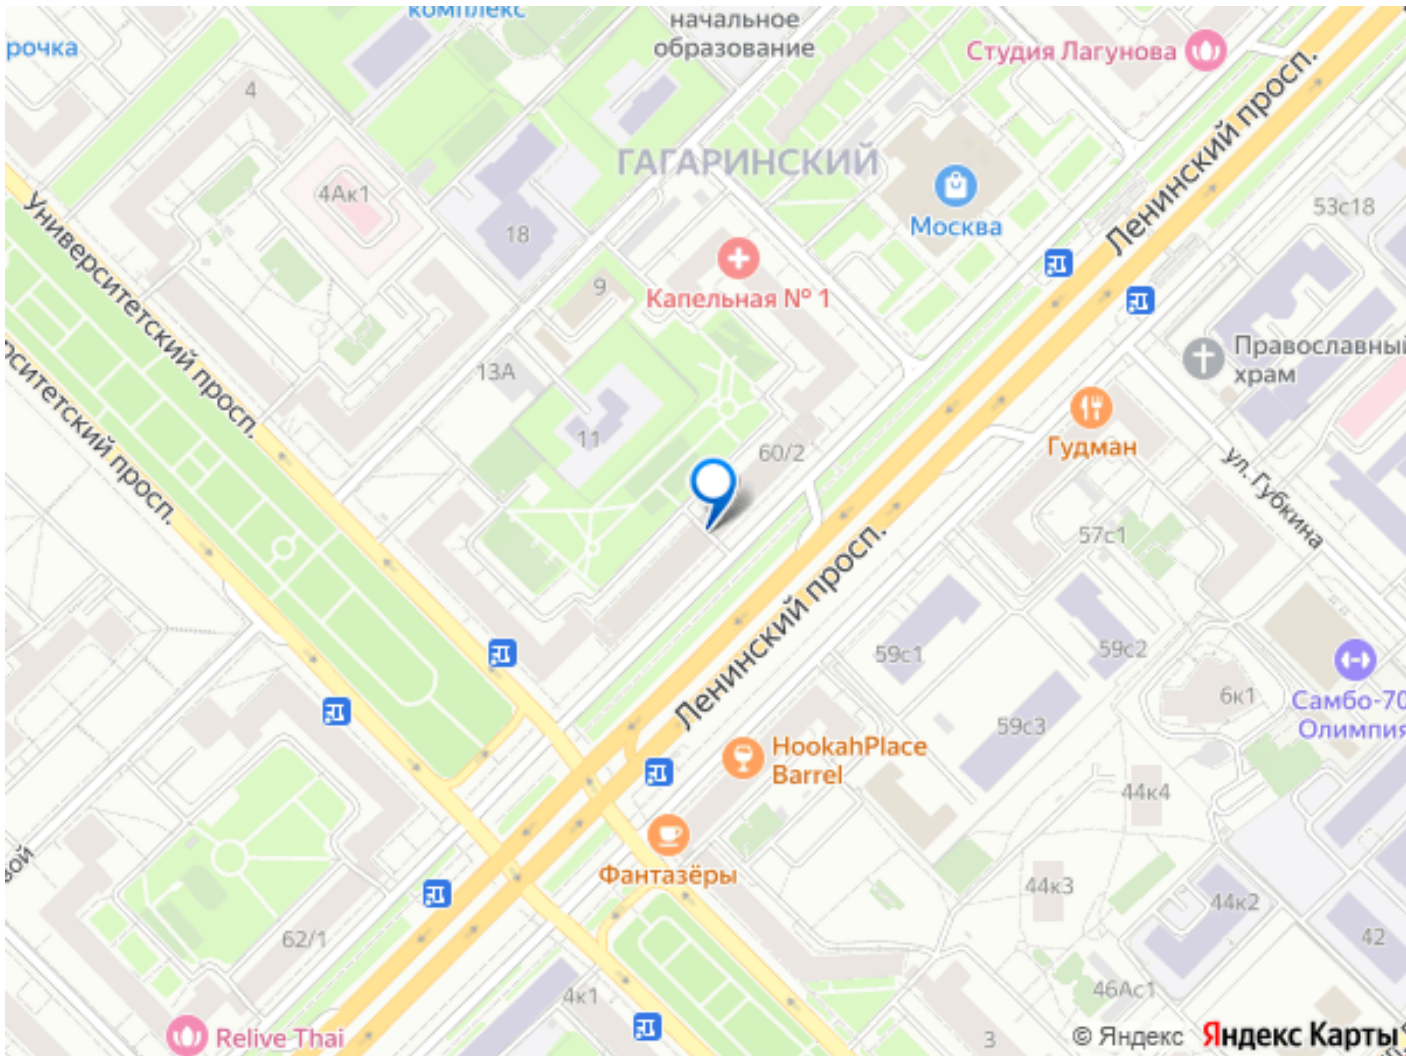 комплекс
начальное
образование
рочка
Студия Лагунова
4
Ленинский просп.
ГАГАРИНСКИЙ
4Ак1
53с18
Университетский просп.
18
Москва
9
Капельная № 1
Православный
храм
13А
рситетский просп.
11
60/2
Гудман
ул. Губкина
57с1
Ленинский просп.
59с1
59с2
6к1
Самбо-70
Олимпия
59с3
HookahPlace
Barrel
44к4
вой
Фантазёры
44к3
44к2
62/1
42
4к1
46Ас1
Relive Thai
3
© Яндекс Яндекс Карты